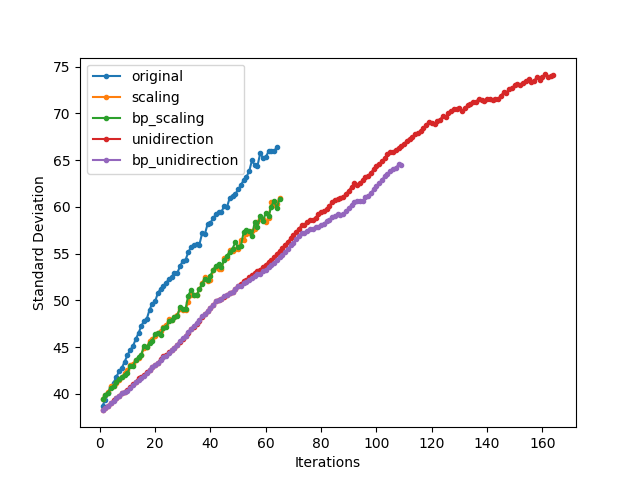 75
70
65
60
55
50
45
40
Standard Deviation
original
scaling
bp_scaling
unidirection
bp_unidirection
0 20 40 60 80 100 120 140 160
Iterations